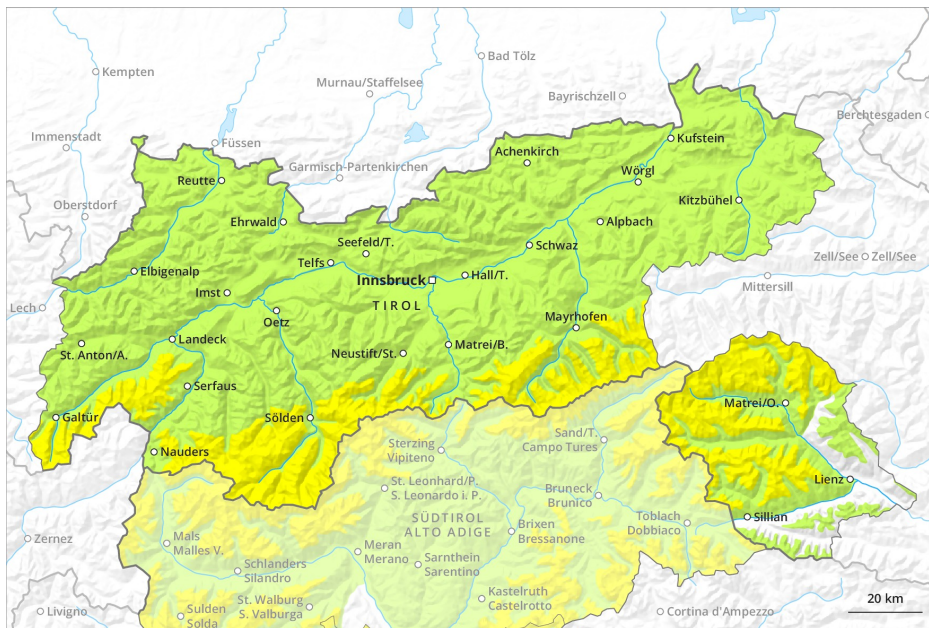 Kempten
Bad Tölz
Murnau/Staffelsee
Bayrischzell
Berchtesgaden
Immenstadt
Füssen
Kufstein
Achenkirch
Garmisch-Partenkirchen
Wörgl
Reutte
Kitzbühel
Oberstdorf
Ehrwald
Alpbach
Seefeld/T.
Schwaz
Zell/See
Zell/See
Telfs
Elbigenalp
Innsbruck
Hall/T.
Mittersill
Imst
TIROL
Lech
Mayrhofen
Oetz
Landeck
Matrei/B.
St. Anton/A.
Neustift/St.
Serfaus
Matrei/O.
Galtür
Sölden
Sand/T.
Campo Tures
Sterzing
Vipiteno
Nauders
Lienz
St. Leonhard/P.
S. Leonardo i. P.
Bruneck
Brunico
Sillian
SÜDTIROL
ALTO ADIGE
Toblach
Dobbiaco
Brixen
Bressanone
Zernez
Mals
Malles V.
Meran
Merano
Sarnthein
Sarentino
Schlanders
Silandro
Kastelruth
Castelrotto
St. Walburg
S. Valburga
20 km
Livigno
Sulden
Solda
Cortina d'Ampezzo